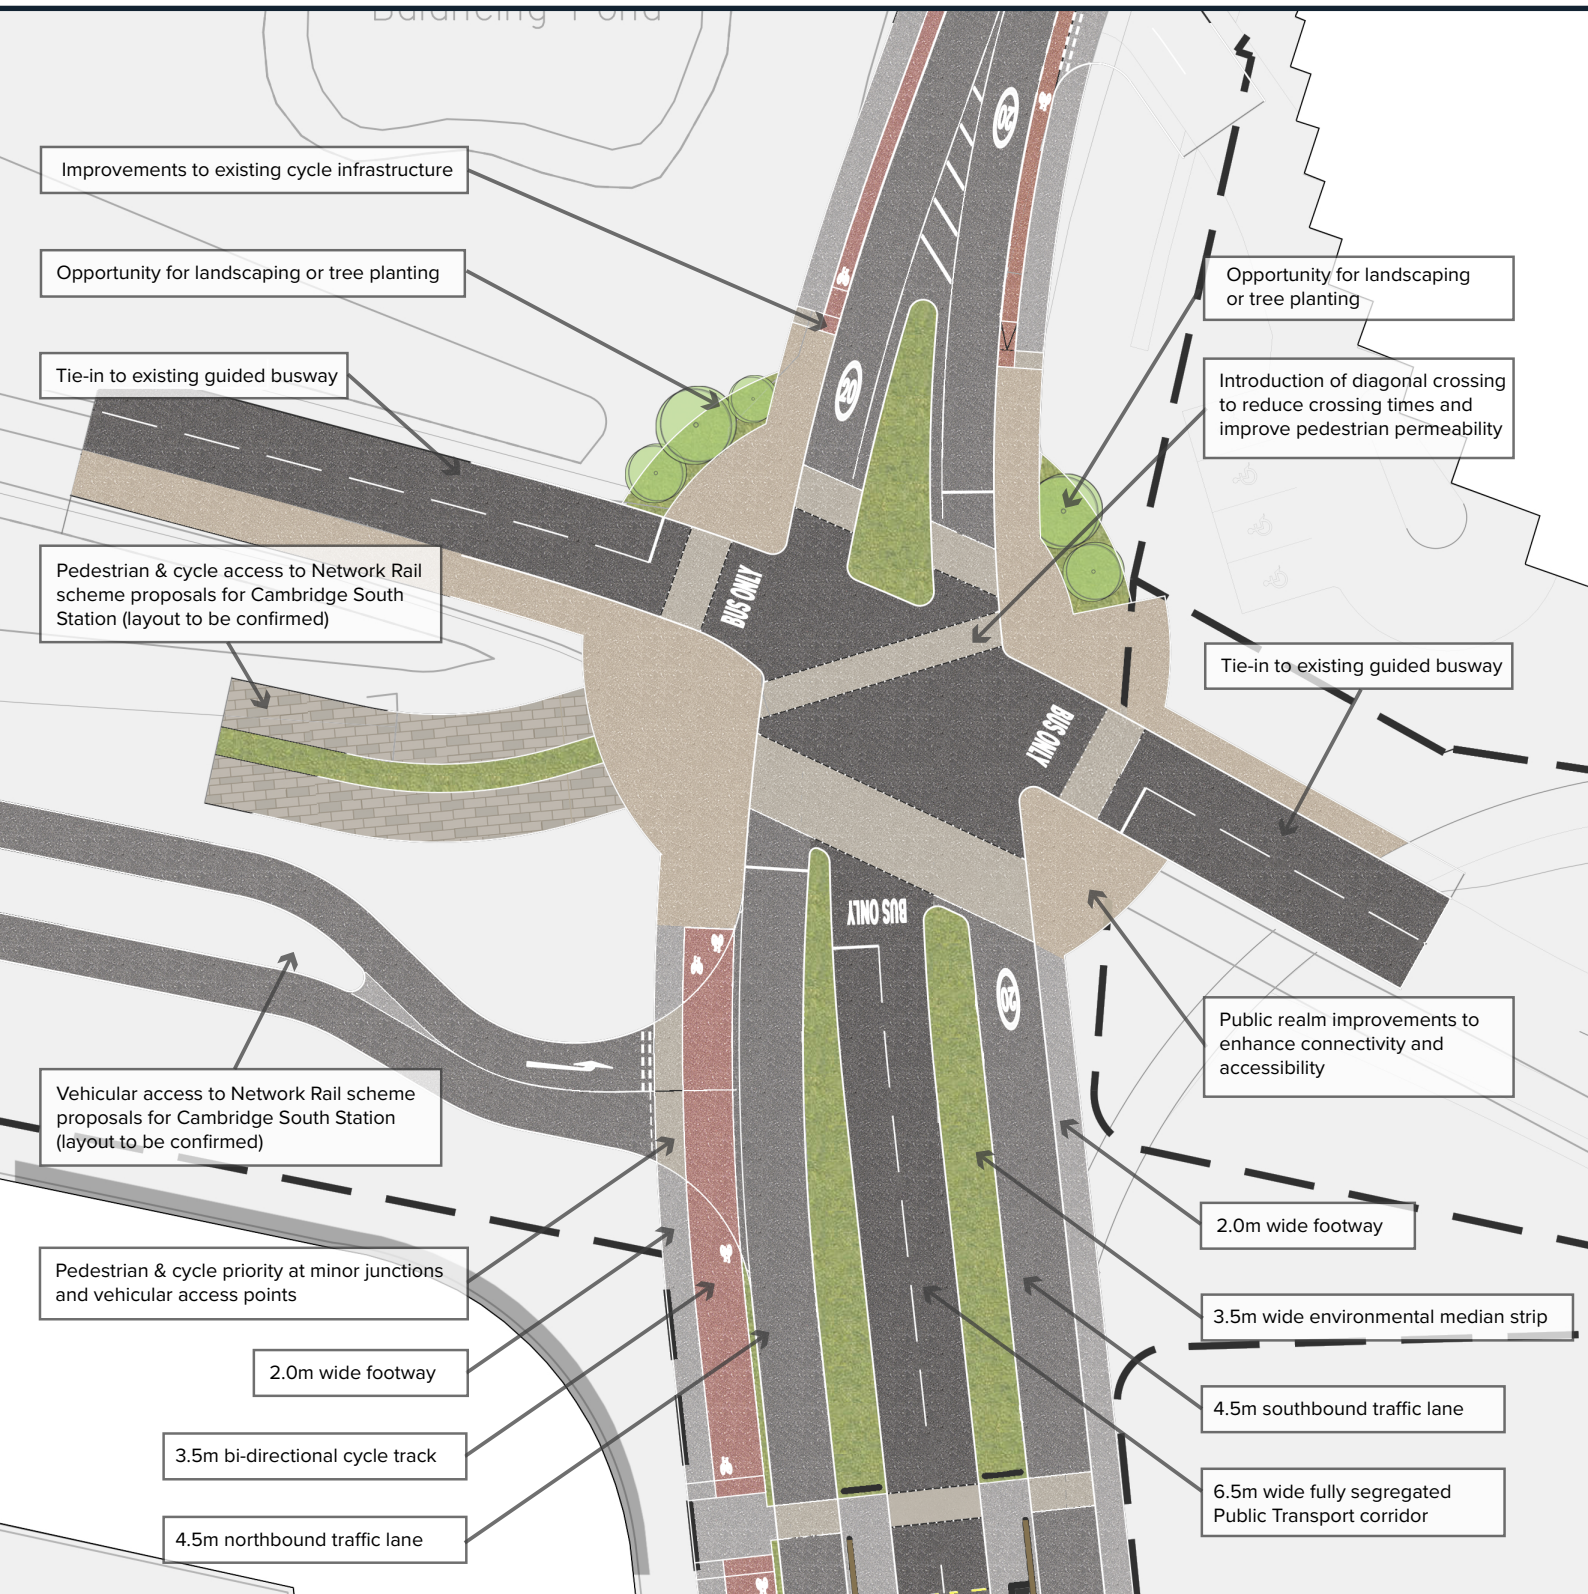 Balancing Pond
Improvements to existing cycle infrastructure
Opportunity for landscaping or tree planting
Tie-in to existing guided busway
Pedestrian & cycle access to Network Rail
scheme proposals for Cambridge South
Station (layout to be confirmed)
Vehicular access to Network Rail scheme
proposals for Cambridge South Station
(layout to be confirmed)
Pedestrian & cycle priority at minor junctions
and vehicular access points
2.0m wide footway
3.5m bi-directional cycle track
4.5m northbound traffic lane
20
20
BUS ONLY
BUS ONLY
BUS ONLY
20
Opportunity for landscaping
or tree planting
Introduction of diagonal crossing
to reduce crossing times and
improve pedestrian permeability
Tie-in to existing guided busway
Public realm improvements to
enhance connectivity and
accessibility
2.0m wide footway
3.5m wide environmental median strip
4.5m southbound traffic lane
6.5m wide fully segregated
Public Transport corridor